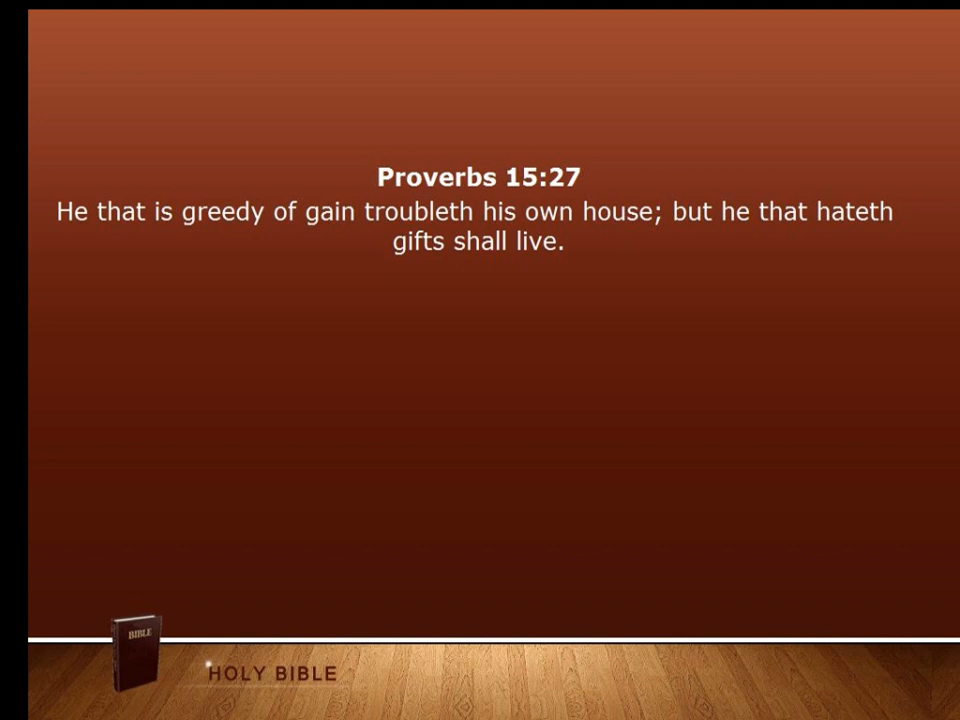 Proverbs 15:27
He that is greedy of gain troubleth his own house; but he that hateth
gifts shall live.
BIBLE
HOLY BIBLE